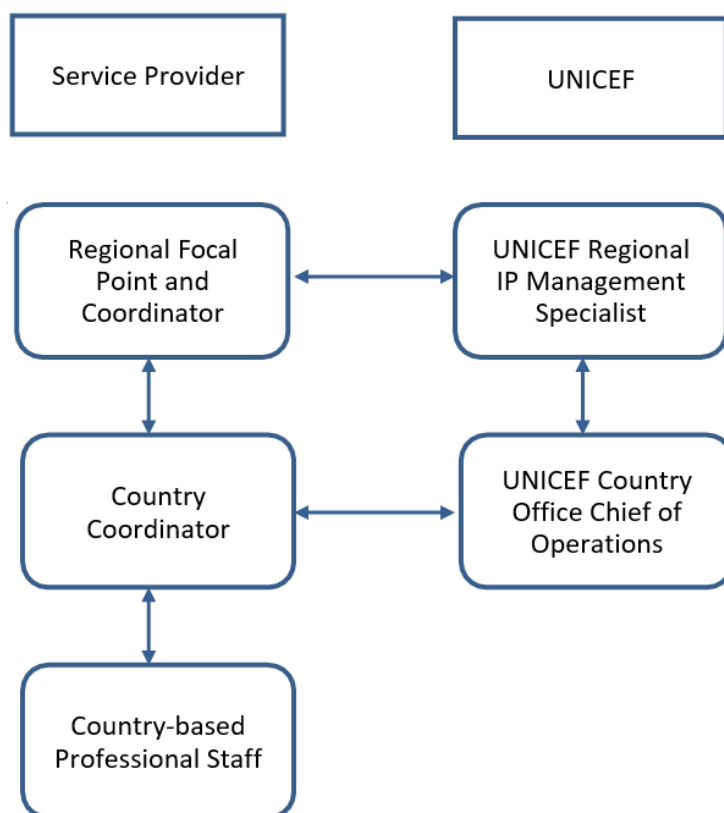 Service Provider
UNICEF
Regional Focal
Point and
Coordinator
UNICEF Regional
IP Management
Specialist
Country
Coordinator
UNICEF Country
Office Chief of
Operations
Country-based
Professional Staff